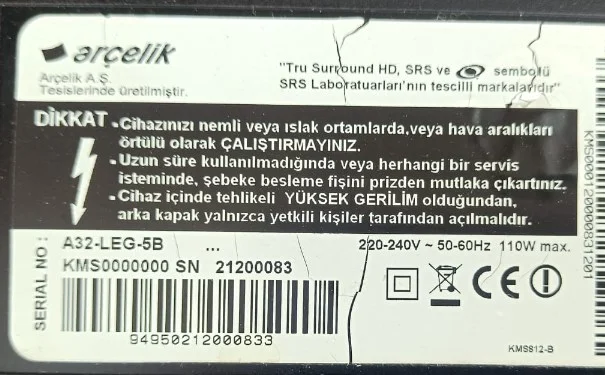 arçelik
Arçelik A.Ş.
Tesislerinde üretilmiştir.
"Tru Surround HD, SRS ve sembolü
SRS Laboratuarları'nın tescilli markalarıdır"
DİKKAT
-Cihazınızı nemli veya ıslak ortamlarda,veya hava aralıkları
örtülü olarak ÇALIŞTIRMAYINIZ.
-Uzun süre kullanılmadığında veya herhangi bir servis
isteminde, şebeke besleme fişini prizden mutlaka çıkartınız.
-Cihaz içinde tehlikeli YÜKSEK GERİLİM olduğundan,
arka kapak yalnızca yetkili kişiler tarafından açılmalıdır.
SERIAL NO :
A32-LEG-5B ... 220-240V ~ 50-60Hz 110W max.
KMS0000000 SN 21200083
94950212000833
CE
KMS812-B
KMS0001200000831201